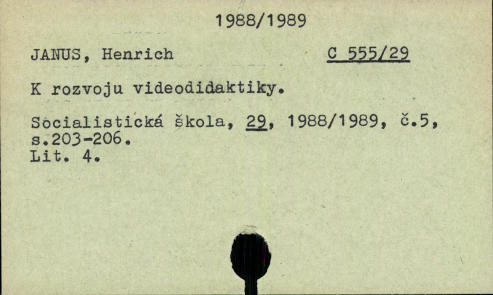 1988/1989
JANUS, Henrich C 555/29
K rozvoju videodidaktiky.
Socialistická škola, 29, 1988/1989, č.5,
s.203-206.
Lit. 4.